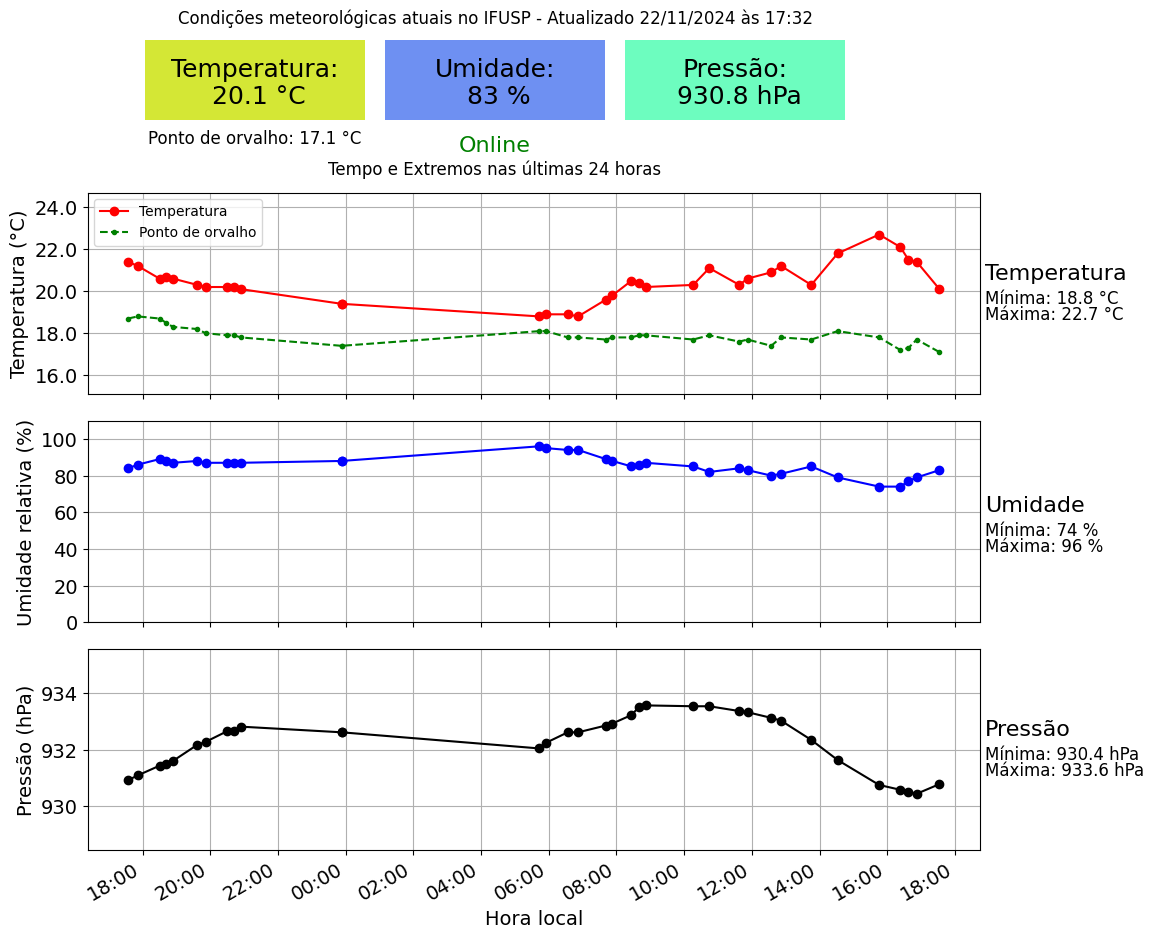 Condições meteorológicas atuais no IFUSP - Atualizado 22/11/2024 às 17:32
Temperatura:
20.1 °C
Umidade:
83 %
Pressão:
930.8 hPa
Ponto de orvalho: 17.1 °C
Online
Tempo e Extremos nas últimas 24 horas
Temperatura (°C)
24.0
22.0
20.0
18.0
16.0
Temperatura
Ponto de orvalho
Temperatura
Mínima: 18.8 °C
Máxima: 22.7 °C
Umidade relativa (%)
100
80
60
40
20
0
Umidade
Mínima: 74 %
Máxima: 96 %
Pressão (hPa)
934
932
930
Pressão
Mínima: 930.4 hPa
Máxima: 933.6 hPa
18:00 20:00 22:00 00:00 02:00 04:00 06:00 08:00 10:00 12:00 14:00 16:00 18:00
Hora local